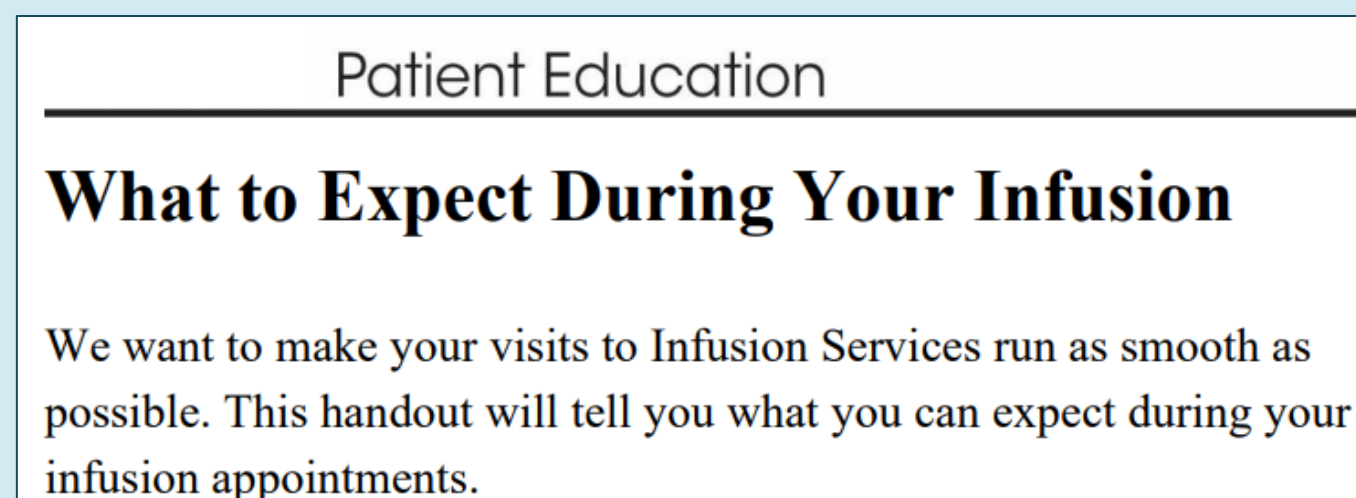 Patient Education
What to Expect During Your Infusion
We want to make your visits to Infusion Services run as smooth as
possible. This handout will tell you what you can expect during your
infusion appointments.